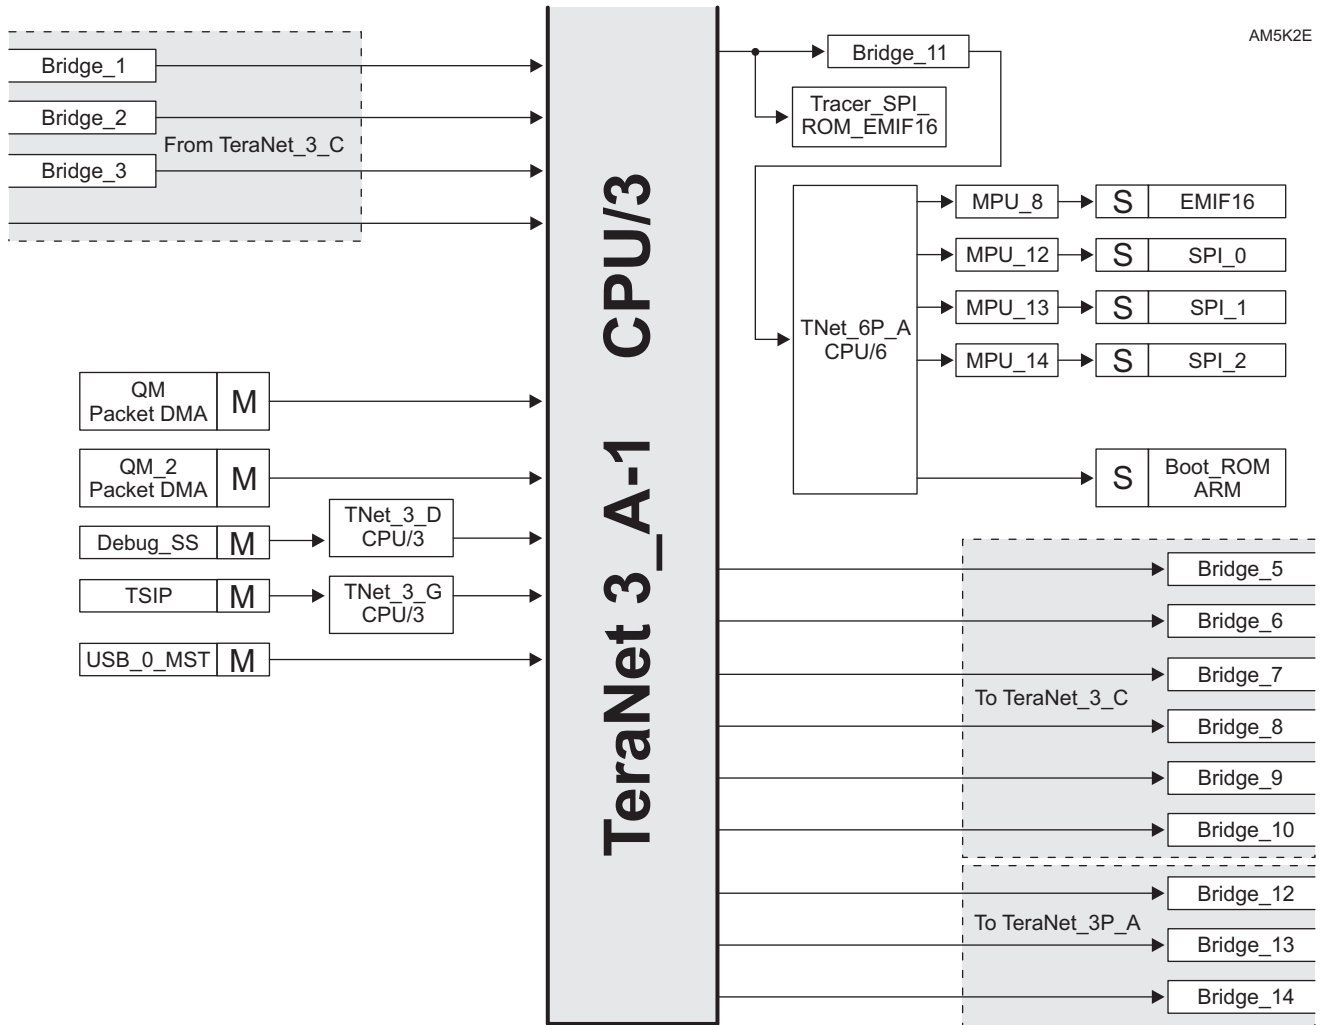 AM5K2E
Bridge_1
Bridge_2
From TeraNet_3_C
Bridge_3
QM
Packet DMA
M
QM_2
Packet DMA
M
Debug_SS
M
TNet_3_D
CPU/3
TSIP
M
TNet_3_G
CPU/3
USB_0_MST
M
TeraNet 3_A-1 CPU/3
Bridge_11
Tracer_SPI_
ROM_EMIF16
TNet_6P_A
CPU/6
MPU_8
S
EMIF16
MPU_12
S
SPI_0
MPU_13
S
SPI_1
MPU_14
S
SPI_2
S
Boot_ROM
ARM
Bridge_5
Bridge_6
Bridge_7
To TeraNet_3_C
Bridge_8
Bridge_9
Bridge_10
Bridge_12
To TeraNet_3P_A
Bridge_13
Bridge_14